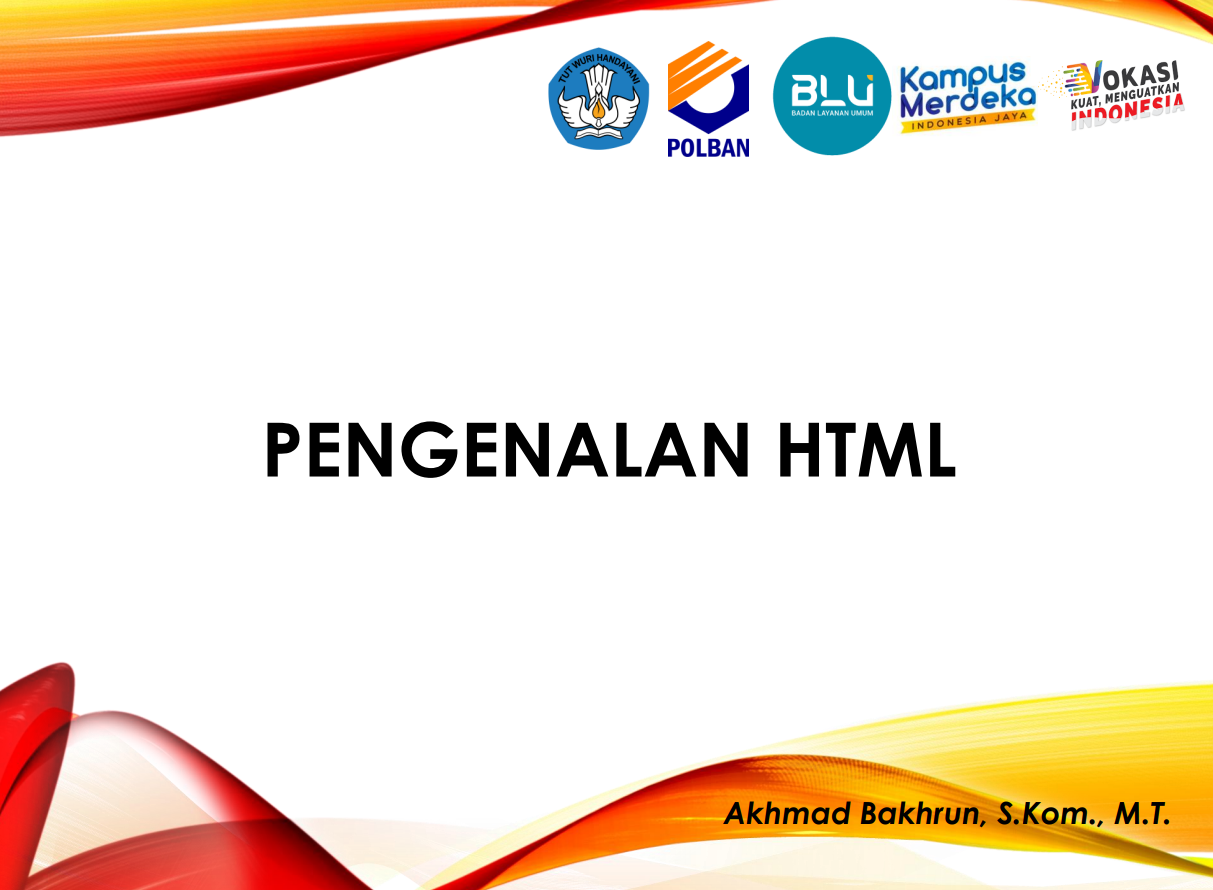 TUT WURI HANDAYANI
POLBAN
BLU
BADAN LAYANAN UMUM
Kampus
Merdeka
INDONESIA JAYA
VOKASI
KUAT, MENGUATKAN
INDONESIA
PENGENALAN HTML
Akhmad Bakhrun, S.Kom., M.T.